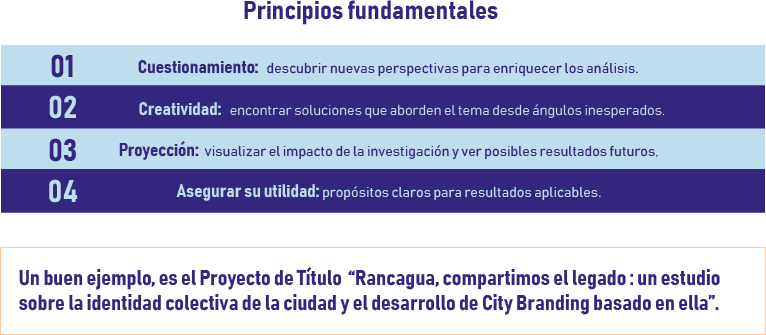 Principios fundamentales
01 Cuestionamiento: descubrir nuevas perspectivas para enriquecer los análisis.
02 Creatividad: encontrar soluciones que aborden el tema desde ángulos inesperados.
03 Proyección: visualizar el impacto de la investigación y ver posibles resultados futuros.
04 Asegurar su utilidad: propósitos claros para resultados aplicables.
Un buen ejemplo, es el Proyecto de Título “Rancagua, compartimos el legado : un estudio
sobre la identidad colectiva de la ciudad y el desarrollo de City Branding basado en ella”.